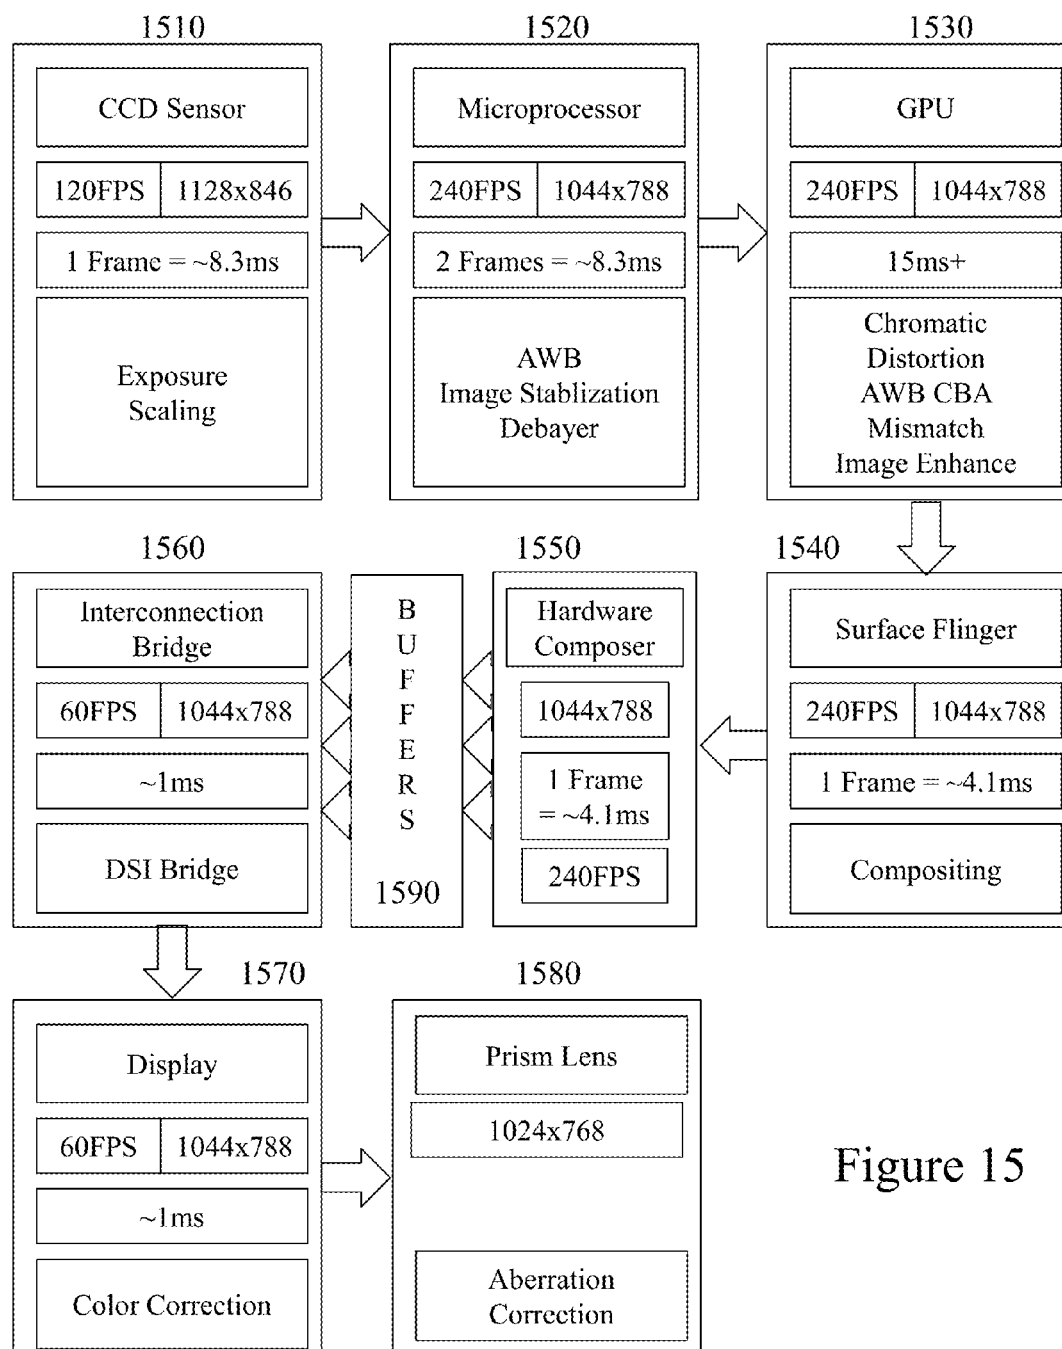 1510
CCD Sensor
120FPS 1128x846
1 Frame = ~8.3ms
Exposure
Scaling
1520
Microprocessor
240FPS 1044x788
2 Frames = ~8.3ms
AWB
Image Stablization
Debayer
1530
GPU
240FPS 1044x788
15ms+
Chromatic
Distortion
AWB CBA
Mismatch
Image Enhance
1540
Surface Flinger
240FPS 1044x788
1 Frame = ~4.1ms
Compositing
1550
Hardware
Composer
1044x788
1 Frame
= ~4.1ms
240FPS
B
U
F
F
E
R
S
1590
1560
Interconnection
Bridge
60FPS 1044x788
~1ms
DSI Bridge
1570
Display
60FPS 1044x788
~1ms
Color Correction
1580
Prism Lens
1024x768
Aberration
Correction
Figure 15